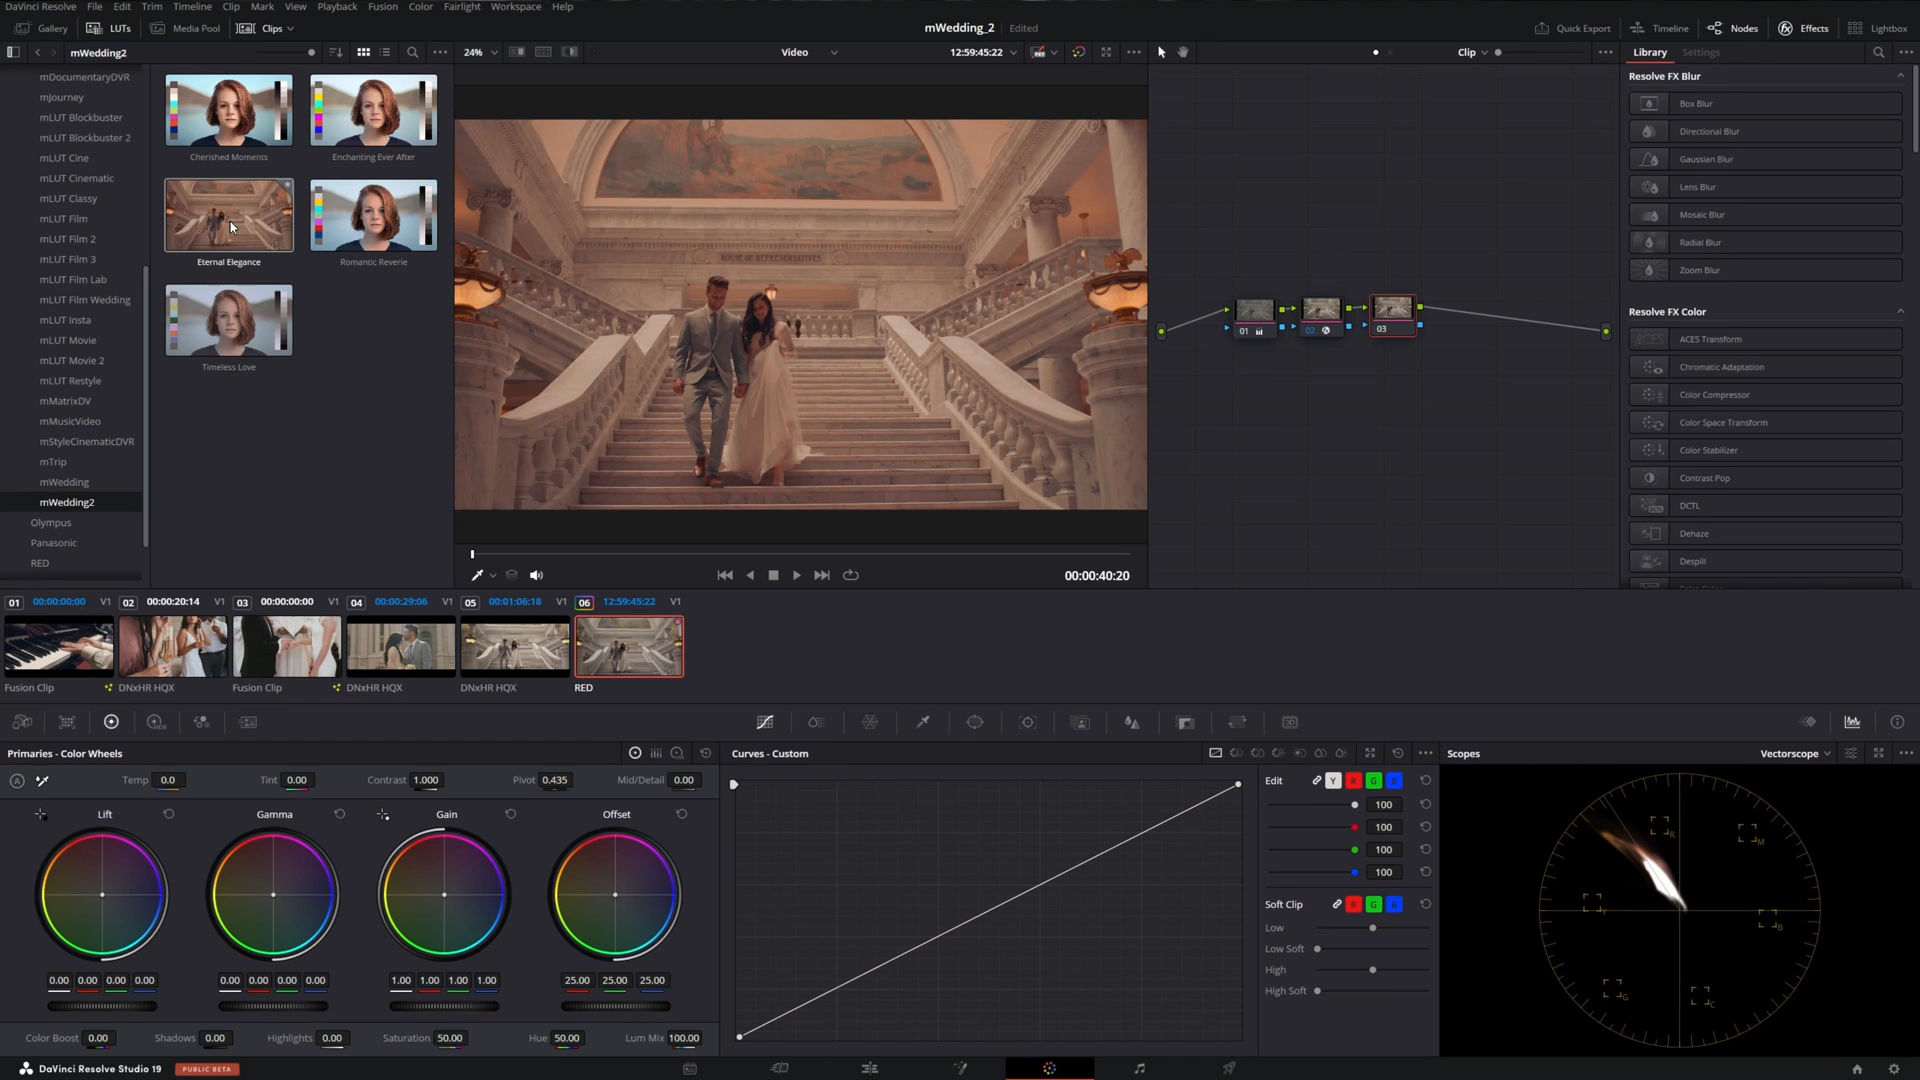 DaVinci Resolve File Edit Trim Timeline Clip Mark View Playback Fusion Color Fairlight Workspace Help
Gallery LUTs Media Pool Clips mWedding_2 Edited Quick Export Timeline Nodes Effects Lightbox
mWedding2 24% Video 12:59:45:22 Clip Library Settings
mDocumentaryDVR
mJourney
mLUT Blockbuster
mLUT Blockbuster 2
mLUT Cine
mLUT Cinematic
mLUT Classy
mLUT Film
mLUT Film 2
mLUT Film 3
mLUT Film Lab
mLUT Film Wedding
mLUT Insta
mLUT Movie
mLUT Movie 2
mLUT Restyle
mMatrixDV
mMusicVideo
mStyleCinematicDVR
mTrip
mWedding
mWedding2
Olympus
Panasonic
RED
Cherished Moments
Enchanting Ever After
Eternal Elegance
Romantic Reverie
Timeless Love
HOUSE OF REPRESENTATIVES
00:00:40:20
01
02
03
Resolve FX Blur
Box Blur
Directional Blur
Gaussian Blur
Lens Blur
Mosaic Blur
Radial Blur
Zoom Blur
Resolve FX Color
ACES Transform
Chromatic Adaptation
Color Compressor
Color Space Transform
Color Stabilizer
Contrast Pop
DCTL
Dehaze
Despill
01 00:00:00:00 V1 02 00:00:20:14 V1 03 00:00:00:00 V1 04 00:00:29:06 V1 05 00:01:06:18 V1 06 12:59:45:22 V1
Fusion Clip DNxHR HQX Fusion Clip DNxHR HQX DNxHR HQX RED
Primaries - Color Wheels
Temp 0.0 Tint 0.00 Contrast 1.000 Pivot 0.435 Mid/Detail 0.00
Lift Gamma Gain Offset
0.00 0.00 0.00 0.00 0.00 0.00 0.00 0.00 1.00 1.00 1.00 1.00 25.00 25.00 25.00
Color Boost 0.00 Shadows 0.00 Highlights 0.00 Saturation 50.00 Hue 50.00 Lum Mix 100.00
Curves - Custom
Edit Y R G B
100
100
100
100
Soft Clip R G B
Low
Low Soft
High
High Soft
Scopes Vectorscope
R
M
Y
B
G
C
DaVinci Resolve Studio 19 PUBLIC BETA